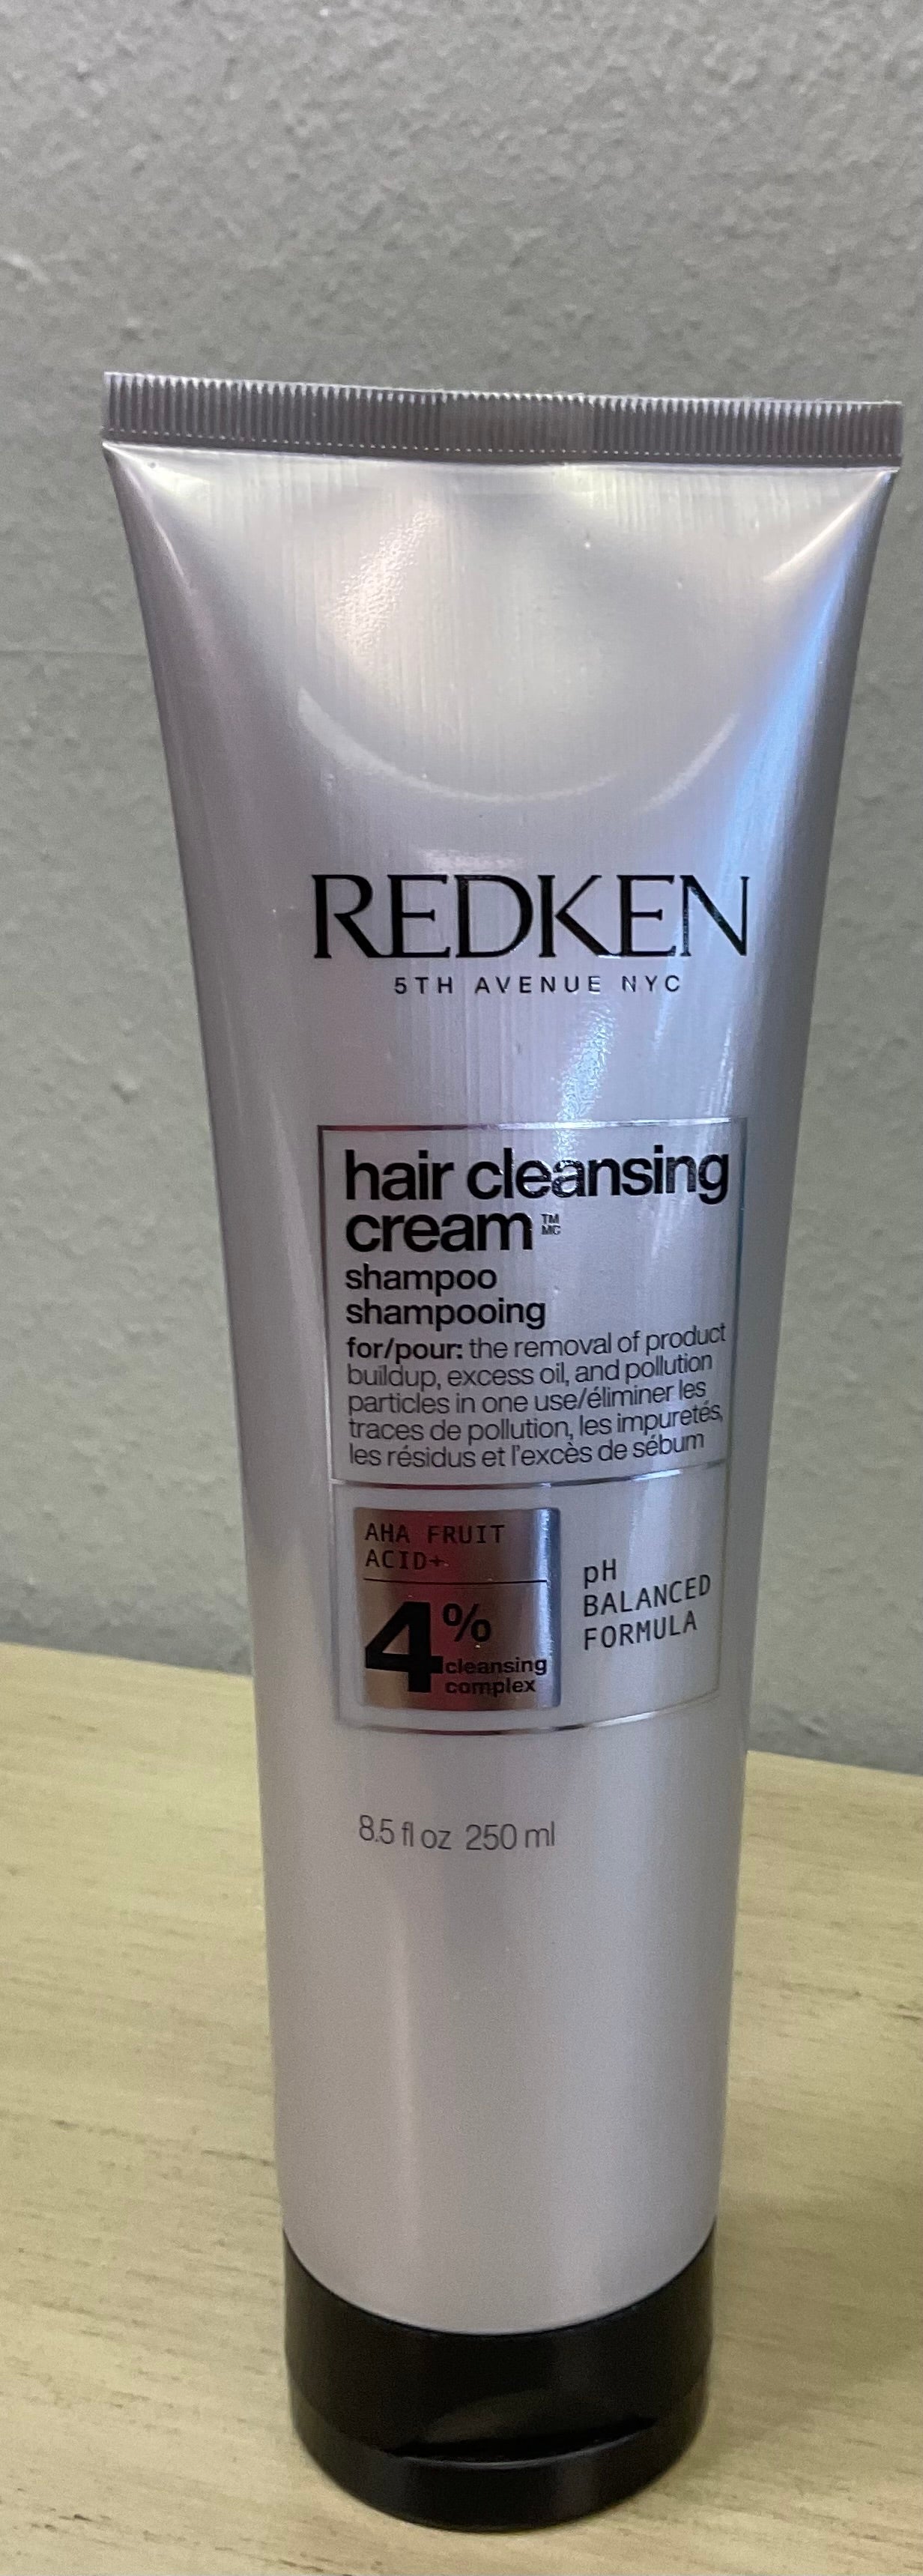 REDKEN
5TH AVENUE NYC
hair cleansing
cream™ MC
shampoo
shampooing
for/pour: the removal of product
buildup, excess oil, and pollution
particles in one use/éliminer les
traces de pollution, les impuretés,
les résidus et l'excès de sébum
AHA FRUIT
ACID+
4%
cleansing
complex
pH
BALANCED
FORMULA
8.5 fl oz 250 ml